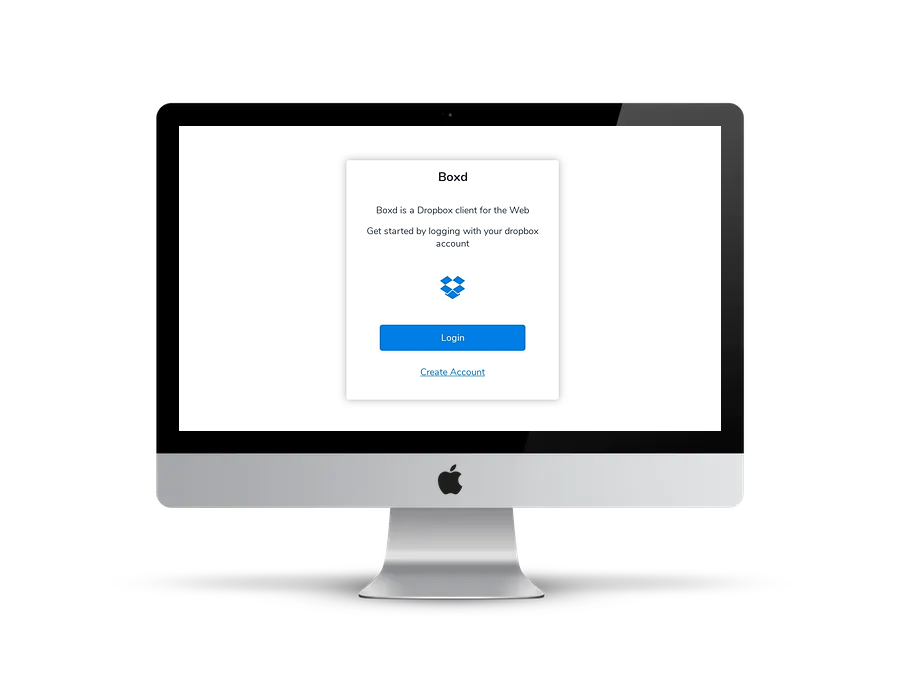 Boxd
Boxd is a Dropbox client for the Web
Get started by logging with your dropbox
account
Login
Create Account